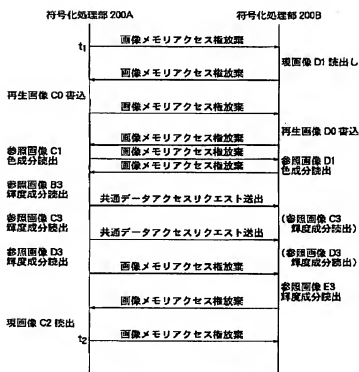 符号化処理部 200A
符号化処理部 200B
t1
画像メモリアクセス権放棄
現画像 D1 読出し
画像メモリアクセス権放棄
再生画像 C0 書込
画像メモリアクセス権放棄
再生画像 D0 書込
画像メモリアクセス権放棄
参照画像 C1
色成分読出
画像メモリアクセス権放棄
参照画像 D1
色成分読出
画像メモリアクセス権放棄
参照画像 B3
輝度成分読出
共通データアクセスリクエスト送出
参照画像 C3
輝度成分読出
(参照画像 C3
輝度成分読出)
共通データアクセスリクエスト送出
参照画像 D3
輝度成分読出
(参照画像 D3
輝度成分読出)
画像メモリアクセス権放棄
参照画像 E3
輝度成分読出
画像メモリアクセス権放棄
現画像 C2 読出
t2
画像メモリアクセス権放棄